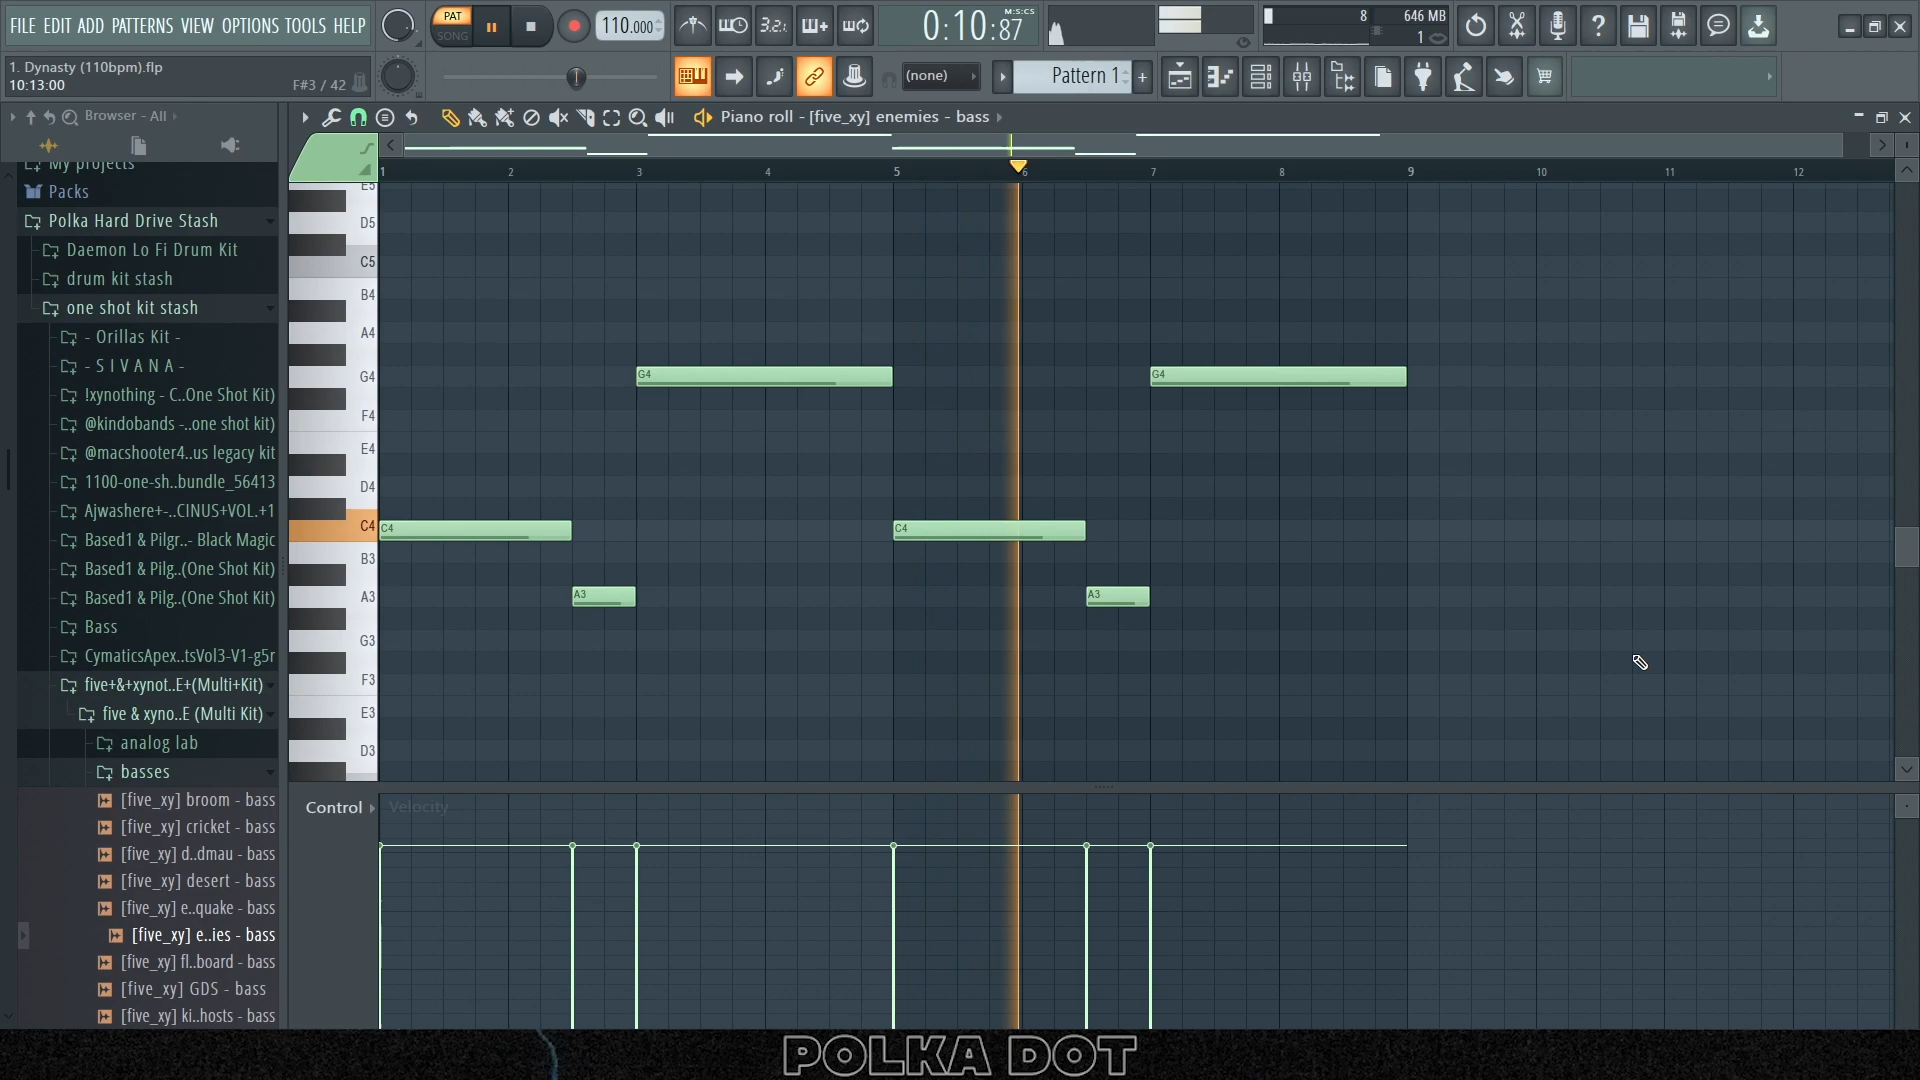 FILE EDIT ADD PATTERNS VIEW OPTIONS TOOLS HELP
PAT
SONG
110.000
3.2.1
0:10:87
M:S:CS
8
646 MB
1
1. Dynasty (110bpm).flp
10:13:00
F#3 / 42
(none)
Pattern 1
Browser - All
Piano roll - [five_xy] enemies - bass
My projects
Packs
Polka Hard Drive Stash
Daemon Lo Fi Drum Kit
drum kit stash
one shot kit stash
- Orillas Kit -
- S I V A N A -
!xynothing - C..One Shot Kit)
@kindobands -..one shot kit)
@macshooter4..us legacy kit
1100-one-sh..bundle_56413
Ajwashere+-..CINUS+VOL.+1
Based1 & Pilgr..- Black Magic
Based1 & Pilg..(One Shot Kit)
Based1 & Pilg..(One Shot Kit)
Bass
CymaticsApex..tsVol3-V1-g5r
five+&+xynot..E+(Multi+Kit)
five & xyno..E (Multi Kit)
analog lab
basses
[five_xy] broom - bass
[five_xy] cricket - bass
[five_xy] d..dmau - bass
[five_xy] desert - bass
[five_xy] e..quake - bass
[five_xy] e..ies - bass
[five_xy] fl..board - bass
[five_xy] GDS - bass
[five_xy] ki..hosts - bass
1 2 3 4 5 6 7 8 9 10 11 12
E5
D5
C5
B4
A4
G4 G4 G4
F4
E4
D4
C4 C4 C4
B3
A3 A3 A3
G3
F3
E3
D3
Control
Velocity
POLKA DOT